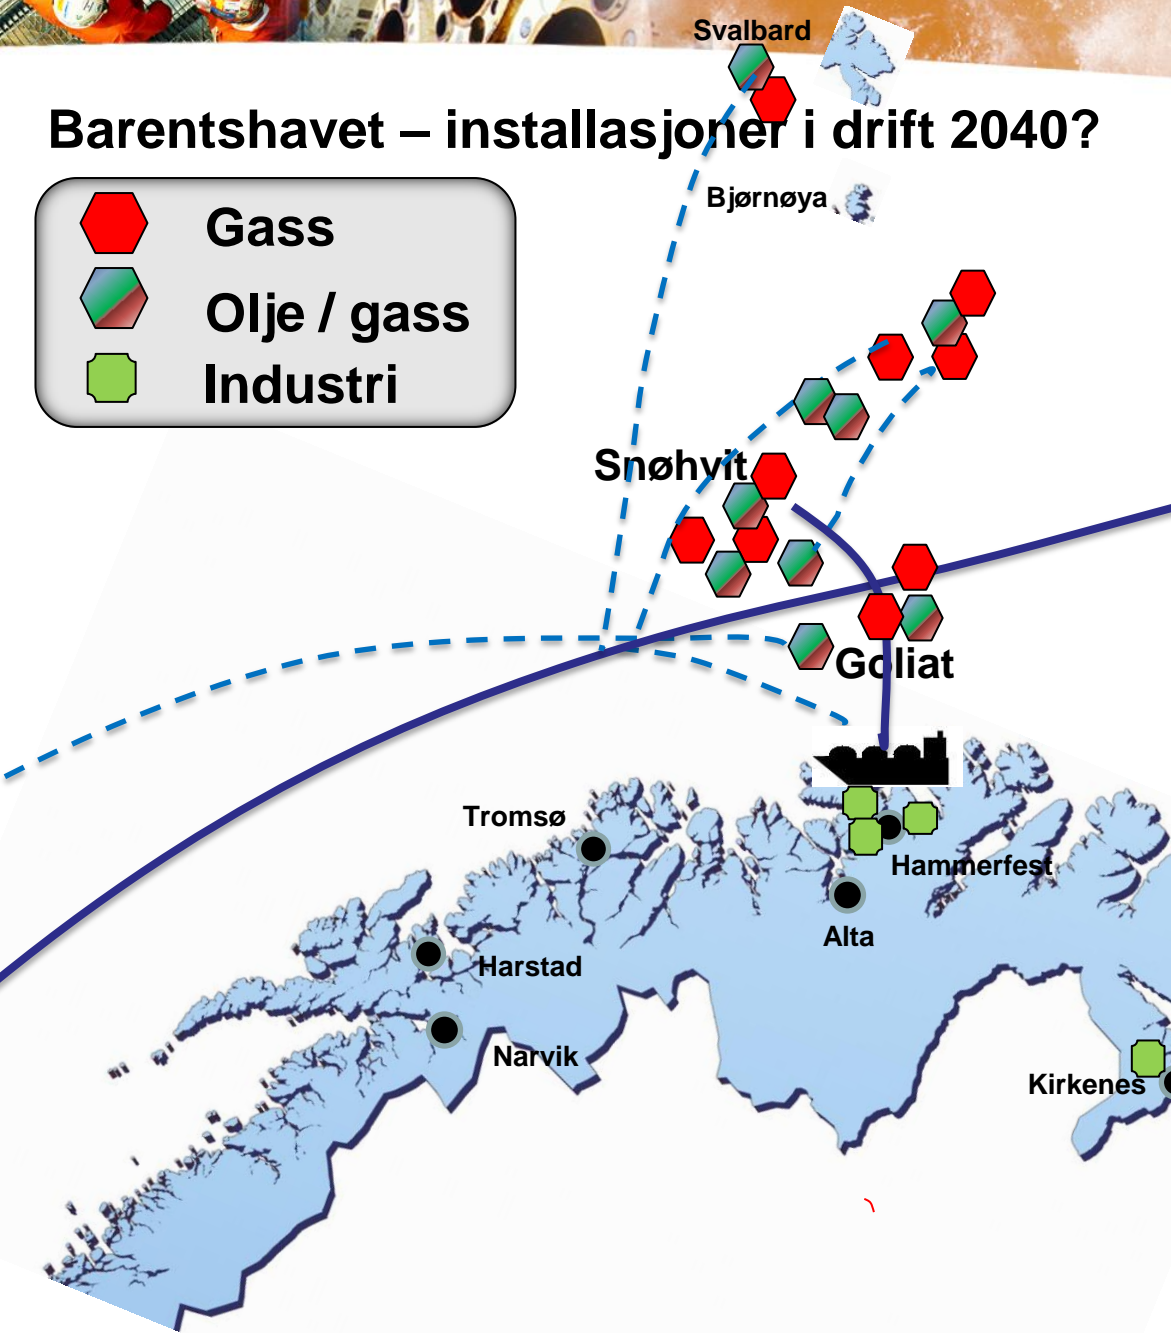 Svalbard
Barentshavet – installasjoner i drift 2040?
Bjørnøya
Gass
Olje / gass
Industri
Snøhvit
Goliat
Tromsø
Hammerfest
Alta
Harstad
Narvik
Kirkenes